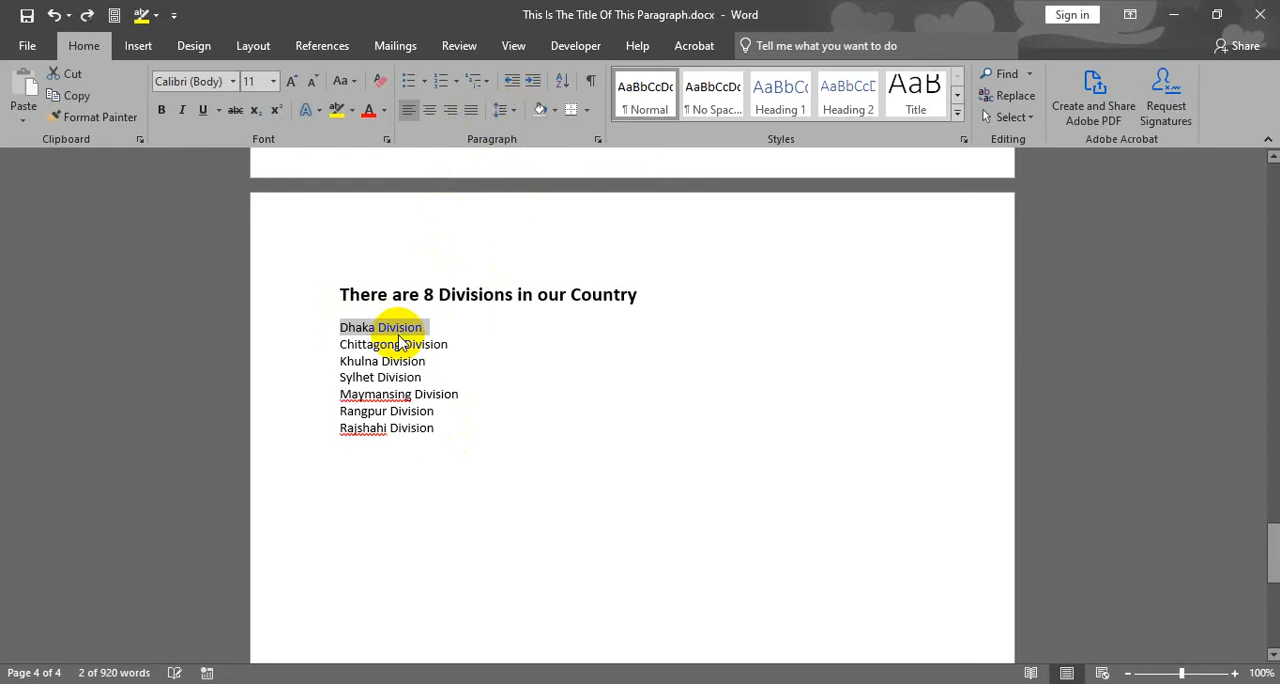 This Is The Title Of This Paragraph.docx - Word
Sign in
File Home Insert Design Layout References Mailings Review View Developer Help Acrobat Tell me what you want to do Share
Paste
Cut
Copy
Format Painter
Clipboard
Calibri (Body) 11
Font
Paragraph
AaBbCcDc AaBbCcDc AaBbCc AaBbCcD AaB
¶ Normal ¶ No Spac... Heading 1 Heading 2 Title
Styles
Find
Replace
Select
Editing
Create and Share
Adobe PDF
Request
Signatures
Adobe Acrobat
There are 8 Divisions in our Country
Dhaka Division
Chittagong Division
Khulna Division
Sylhet Division
Maymansing Division
Rangpur Division
Rajshahi Division
Page 4 of 4 2 of 920 words 100%